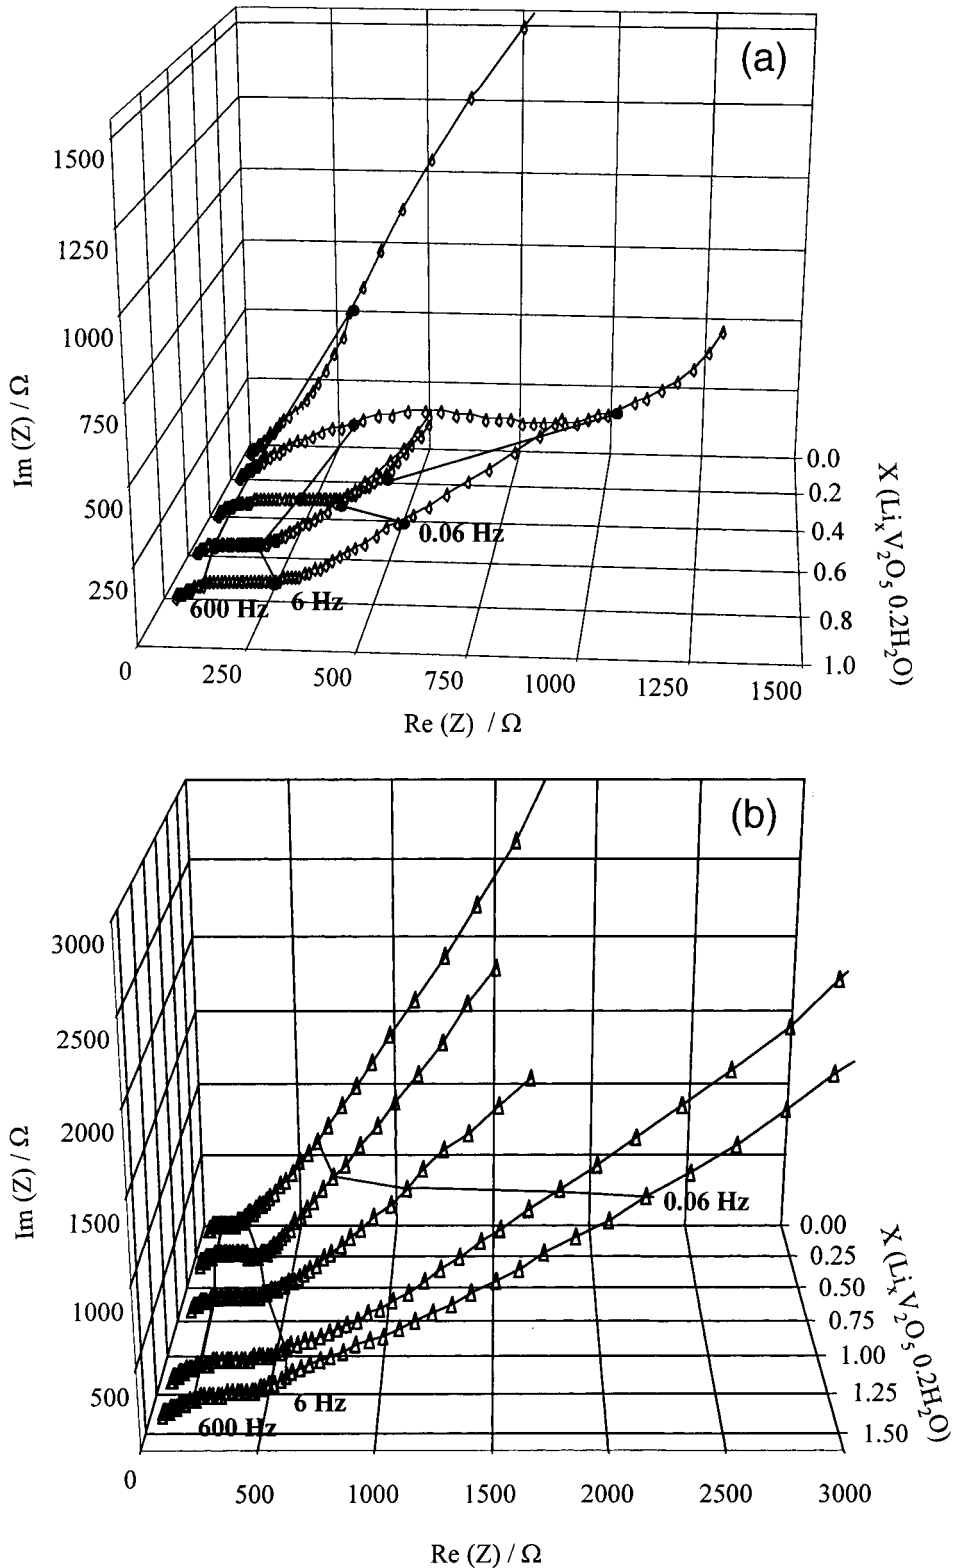 (a)
1500
1250
1000
750
500
250
Im (Z) / Ω
0.0
0.2
0.4
0.6
0.8
1.0
X (LiₓV₂O₅ 0.2H₂O)
0.06 Hz
600 Hz
6 Hz
0 250 500 750 1000 1250 1500
Re (Z) / Ω
(b)
3000
2500
2000
1500
1000
500
Im (Z) / Ω
0.00
0.25
0.50
0.75
1.00
1.25
1.50
X (LiₓV₂O₅ 0.2H₂O)
0.06 Hz
6 Hz
600 Hz
0 500 1000 1500 2000 2500 3000
Re (Z) / Ω